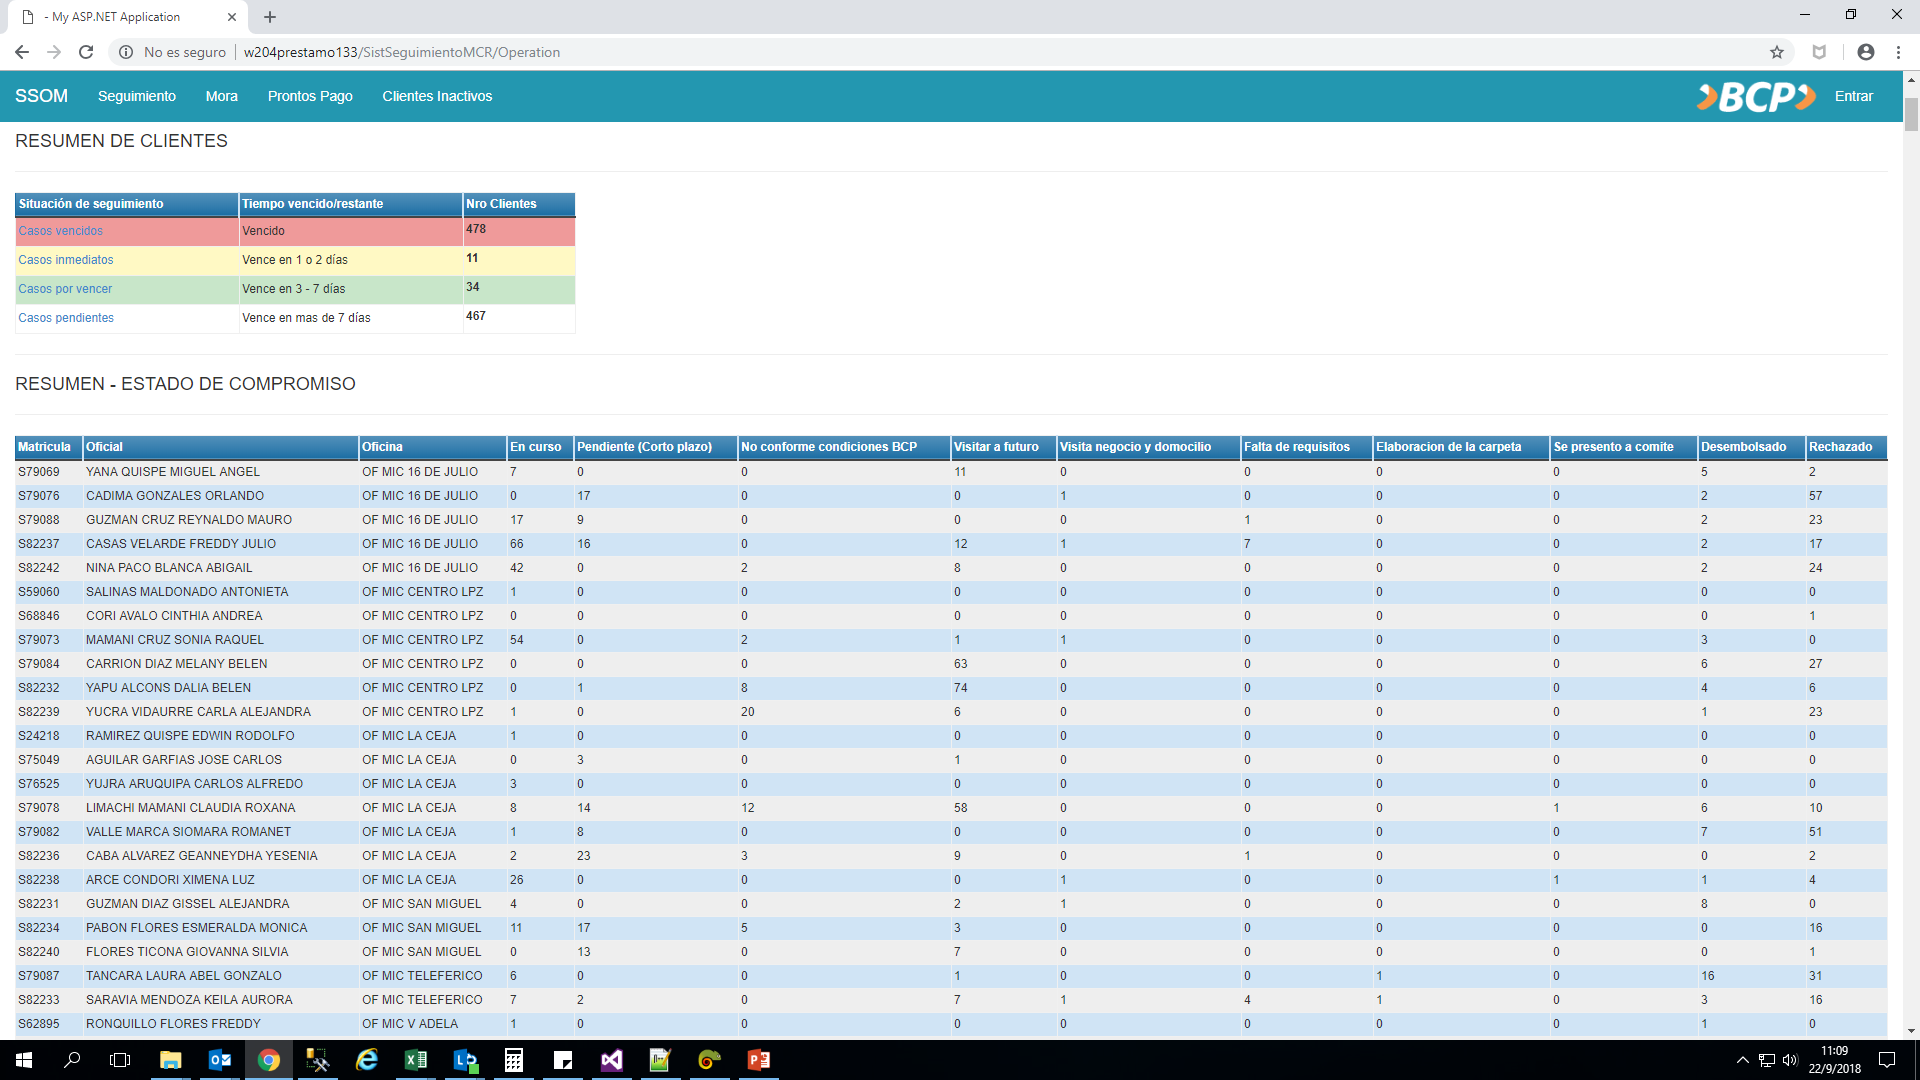 - My ASP.NET Application
No es seguro w204prestamo133/SistSeguimientoMCR/Operation
SSOM Seguimiento Mora Prontos Pago Clientes Inactivos BCP Entrar
RESUMEN DE CLIENTES
Situación de seguimiento Tiempo vencido/restante Nro Clientes
Casos vencidos Vencido 478
Casos inmediatos Vence en 1 o 2 días 11
Casos por vencer Vence en 3 - 7 días 34
Casos pendientes Vence en mas de 7 días 467
RESUMEN - ESTADO DE COMPROMISO
Matricula Oficial Oficina En curso Pendiente (Corto plazo) No conforme condiciones BCP Visitar a futuro Visita negocio y domocilio Falta de requisitos Elaboracion de la carpeta Se presento a comite Desembolsado Rechazado
S79069 YANA QUISPE MIGUEL ANGEL OF MIC 16 DE JULIO 7 0 0 11 0 0 0 0 5 2
S79076 CADIMA GONZALES ORLANDO OF MIC 16 DE JULIO 0 17 0 0 1 0 0 0 2 57
S79088 GUZMAN CRUZ REYNALDO MAURO OF MIC 16 DE JULIO 17 9 0 0 0 1 0 0 2 23
S82237 CASAS VELARDE FREDDY JULIO OF MIC 16 DE JULIO 66 16 0 12 1 7 0 0 2 17
S82242 NINA PACO BLANCA ABIGAIL OF MIC 16 DE JULIO 42 0 2 8 0 0 0 0 2 24
S59060 SALINAS MALDONADO ANTONIETA OF MIC CENTRO LPZ 1 0 0 0 0 0 0 0 0 0
S68846 CORI AVALO CINTHIA ANDREA OF MIC CENTRO LPZ 0 0 0 0 0 0 0 0 0 1
S79073 MAMANI CRUZ SONIA RAQUEL OF MIC CENTRO LPZ 54 0 2 1 1 0 0 0 3 0
S79084 CARRION DIAZ MELANY BELEN OF MIC CENTRO LPZ 0 0 0 63 0 0 0 0 6 27
S82232 YAPU ALCONS DALIA BELEN OF MIC CENTRO LPZ 0 1 8 74 0 0 0 0 4 6
S82239 YUCRA VIDAURRE CARLA ALEJANDRA OF MIC CENTRO LPZ 1 0 20 6 0 0 0 0 1 23
S24218 RAMIREZ QUISPE EDWIN RODOLFO OF MIC LA CEJA 1 0 0 0 0 0 0 0 0 0
S75049 AGUILAR GARFIAS JOSE CARLOS OF MIC LA CEJA 0 3 0 1 0 0 0 0 0 0
S76525 YUJRA ARUQUIPA CARLOS ALFREDO OF MIC LA CEJA 3 0 0 0 0 0 0 0 0 0
S79078 LIMACHI MAMANI CLAUDIA ROXANA OF MIC LA CEJA 8 14 12 58 0 0 0 1 6 10
S79082 VALLE MARCA SIOMARA ROMANET OF MIC LA CEJA 1 8 0 0 0 0 0 0 7 51
S82236 CABA ALVAREZ GEANNEYDHA YESENIA OF MIC LA CEJA 2 23 3 9 0 1 0 0 0 2
S82238 ARCE CONDORI XIMENA LUZ OF MIC LA CEJA 26 0 0 0 1 0 0 1 1 4
S82231 GUZMAN DIAZ GISSEL ALEJANDRA OF MIC SAN MIGUEL 4 0 0 2 1 0 0 0 8 0
S82234 PABON FLORES ESMERALDA MONICA OF MIC SAN MIGUEL 11 17 5 3 0 0 0 0 0 16
S82240 FLORES TICONA GIOVANNA SILVIA OF MIC SAN MIGUEL 0 13 0 7 0 0 0 0 0 1
S79087 TANCARA LAURA ABEL GONZALO OF MIC TELEFERICO 6 0 0 1 0 0 1 0 16 31
S82233 SARAVIA MENDOZA KEILA AURORA OF MIC TELEFERICO 7 2 0 7 1 4 1 0 3 16
S62895 RONQUILLO FLORES FREDDY OF MIC V ADELA 1 0 0 0 0 0 0 0 1 0
11:09
22/9/2018